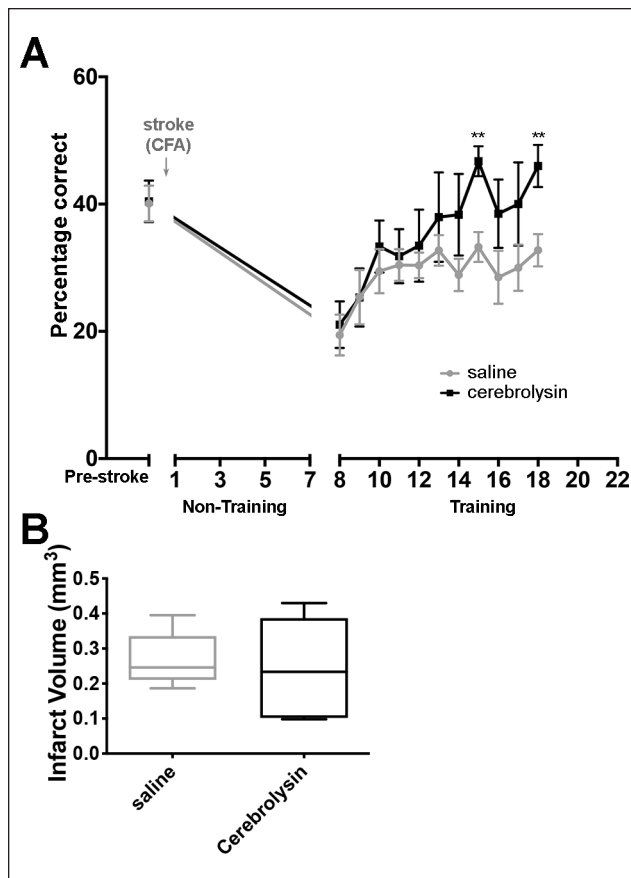 A
60
40
20
0
Percentage correct
stroke
(CFA)
**
**
saline
cerebrolysin
Pre-stroke
1 3 5 7
8 10 12 14 16 18 20 22
Non-Training
Training
B
Infarct Volume (mm³)
0.5
0.4
0.3
0.2
0.1
0.0
saline
Cerebrolysin